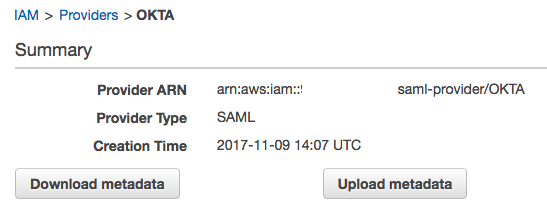 IAM > Providers > OKTA
Summary
Provider ARN arn:aws:iam:: saml-provider/OKTA
Provider Type SAML
Creation Time 2017-11-09 14:07 UTC
Download metadata Upload metadata